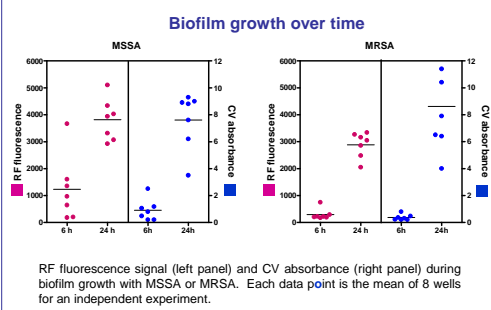 Biofilm growth over time
MSSA
6000
5000
4000
3000
2000
1000
0
RF fluorescence
12
10
8
6
4
2
0
CV absorbance
6 h
24 h
6h
24h
MRSA
6000
5000
4000
3000
2000
1000
0
RF fluorescence
12
10
8
6
4
2
0
CV absorbance
6 h
24 h
6h
24h
RF fluorescence signal (left panel) and CV absorbance (right panel) during
biofilm growth with MSSA or MRSA. Each data point is the mean of 8 wells
for an independent experiment.